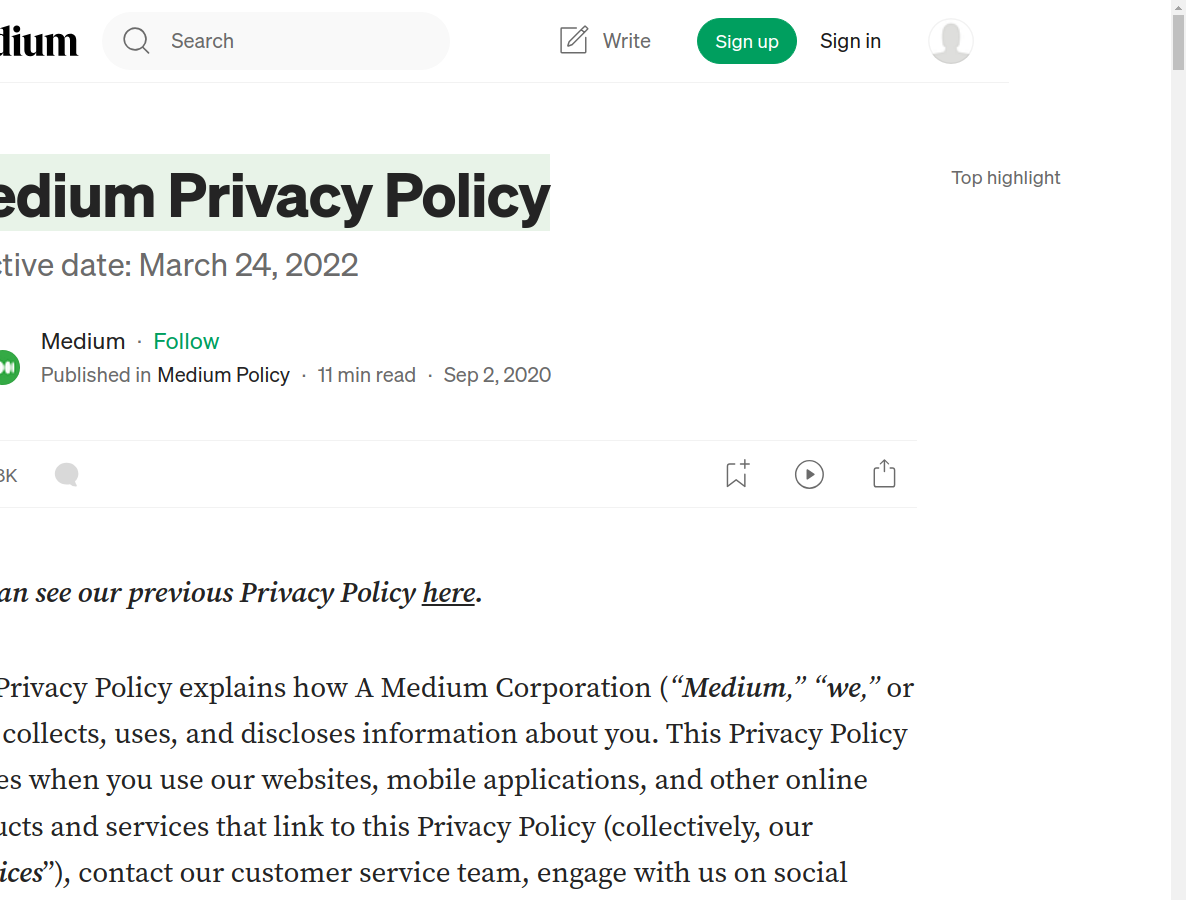 dium
Search
Write
Sign up
Sign in
edium Privacy Policy
Top highlight
ctive date: March 24, 2022
Medium · Follow
Published in Medium Policy · 11 min read · Sep 2, 2020
3K
an see our previous Privacy Policy here.
Privacy Policy explains how A Medium Corporation (“Medium,” “we,” or
collects, uses, and discloses information about you. This Privacy Policy
es when you use our websites, mobile applications, and other online
ucts and services that link to this Privacy Policy (collectively, our
ices”), contact our customer service team, engage with us on social